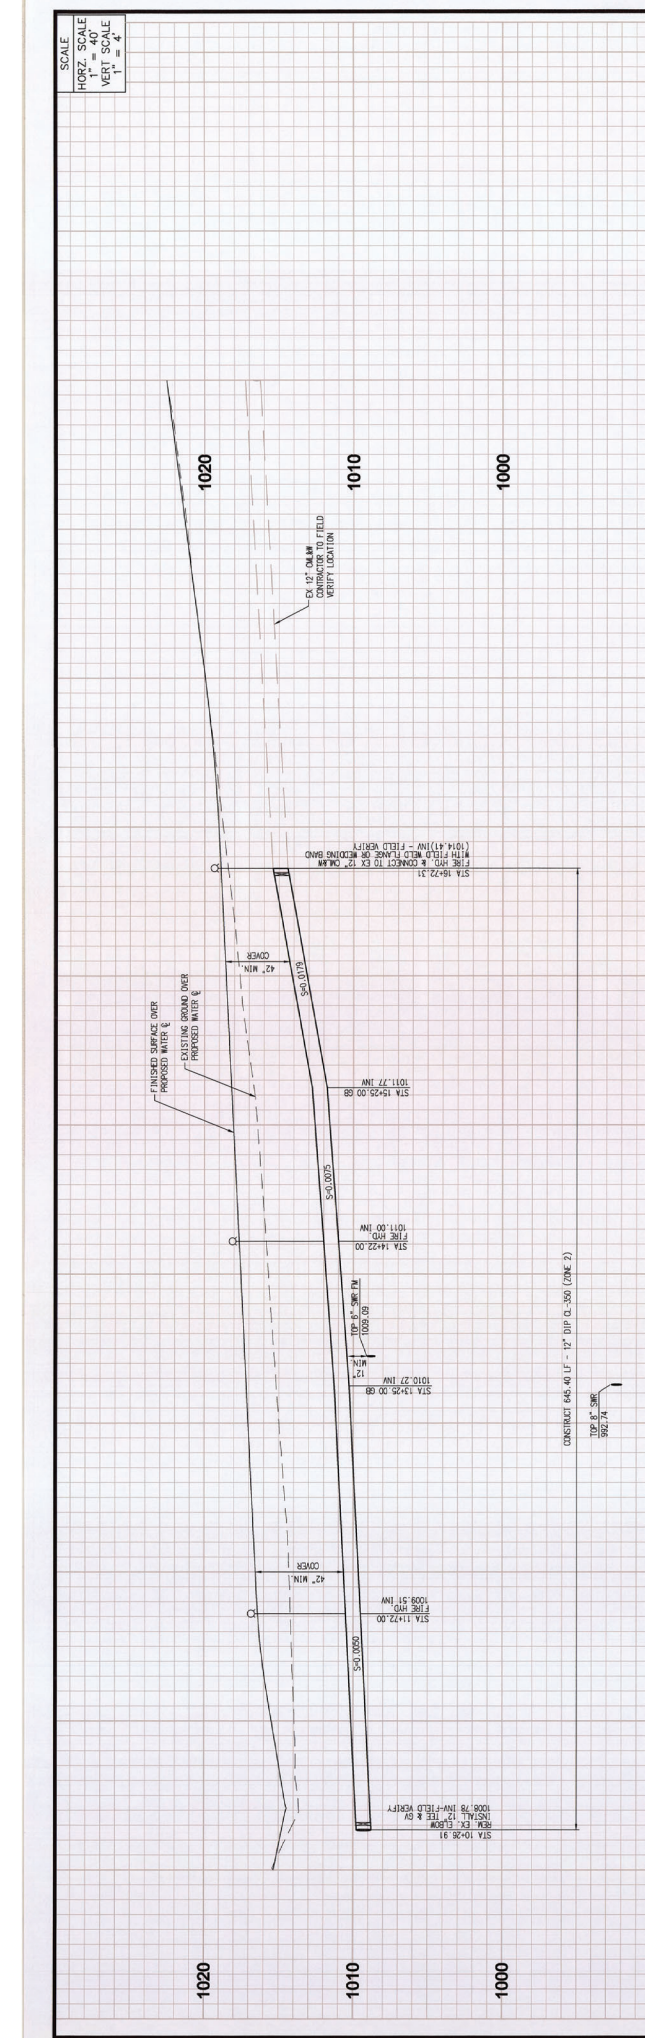 SCALE
HORZ. SCALE
1" = 40'
VERT SCALE
1" = 4'
1020
1010
1000
EX 12" CML&W
CONTRACTOR TO FIELD
VERIFY LOCATION
STA 16+72.31
FIRE HYD. & CONNECT TO EX 12" CML&W
WITH FIELD WELD FLANGE OR WEDDING BAND
(1014.41)INV - FIELD VERIFY
42" MIN.
COVER
S=0.0179
FINISHED SURFACE OVER
PROPOSED WATER ℄
EXISTING GROUND OVER
PROPOSED WATER ℄
STA 15+25.00 GB
1011.77 INV
S=0.0075
STA 14+22.00
FIRE HYD.
1011.00 INV
TOP 6" SWR FM
1009.09
12"
MIN.
STA 13+25.00 GB
1010.27 INV
CONSTRUCT 645.40 LF - 12" DIP CL-350 (ZONE 2)
TOP 8" SWR
992.74
42" MIN.
COVER
STA 11+72.00
FIRE HYD.
1009.51 INV
S=0.0050
STA 10+26.91
REM. EX. ELBOW
INSTALL 12" TEE & GV
1008.78 INV-FIELD VERIFY
1020
1010
1000